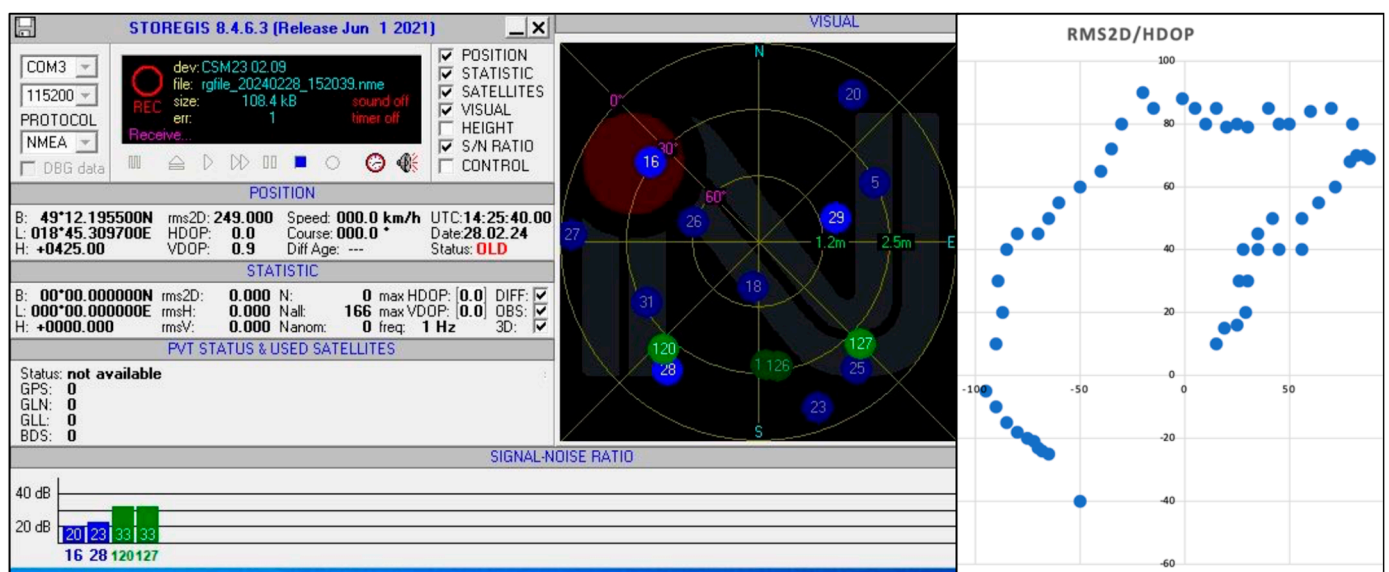 STOREGIS 8.4.6.3 (Release Jun 1 2021)
COM3
115200
PROTOCOL
NMEA
DBG data
dev: CSM23 02.09
file: rgfile_20240228_152039.nme
size: 108.4 kB sound off
err: 1 timer off
REC
Receive...
POSITION
STATISTIC
SATELLITES
VISUAL
HEIGHT
S/N RATIO
CONTROL
POSITION
B: 49°12.195500N rms2D: 249.000 Speed: 000.0 km/h UTC: 14:25:40.00
L: 018°45.309700E HDOP: 0.0 Course: 000.0 ° Date: 28.02.24
H: +0425.00 VDOP: 0.9 Diff Age: --- Status: OLD
STATISTIC
B: 00°00.000000N rms2D: 0.000 N: 0 max HDOP: [0.0] DIFF:
L: 000°00.000000E rmsH: 0.000 Nall: 166 max VDOP: [0.0] OBS:
H: +0000.000 rmsV: 0.000 Nanom: 0 freq: 1 Hz 3D:
PVT STATUS & USED SATELLITES
Status: not available
GPS: 0
GLN: 0
GLL: 0
BDS: 0
VISUAL
N
20
0°
30°
16
5
60°
29
26
27
1.2m 2.5m E
18
31
120
127
28
1 126
25
23
S
SIGNAL-NOISE RATIO
40 dB
20 dB
20 23 33 33
16 28 120 127
RMS2D/HDOP
100
80
60
40
20
0
-100 -50 0 50
-20
-40
-60